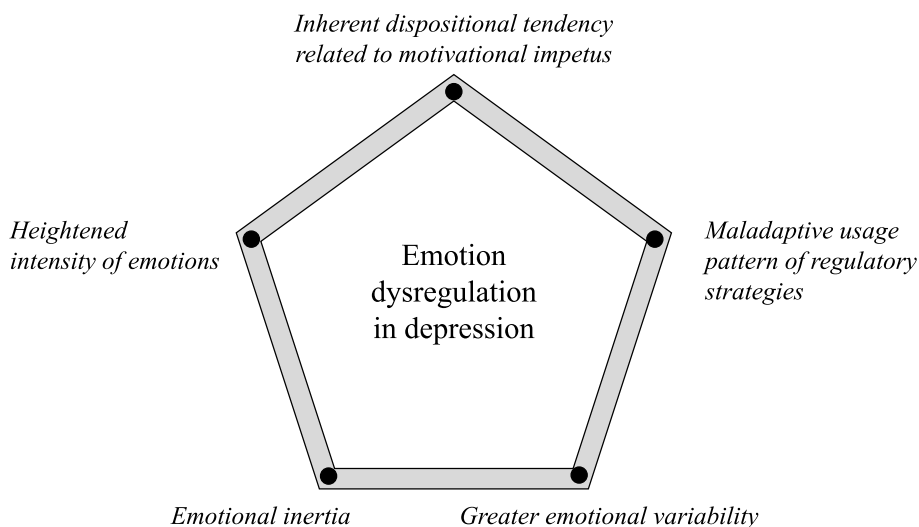 Inherent dispositional tendency
related to motivational impetus
Heightened
intensity of emotions
Maladaptive usage
pattern of regulatory
strategies
Emotion
dysregulation
in depression
Emotional inertia
Greater emotional variability